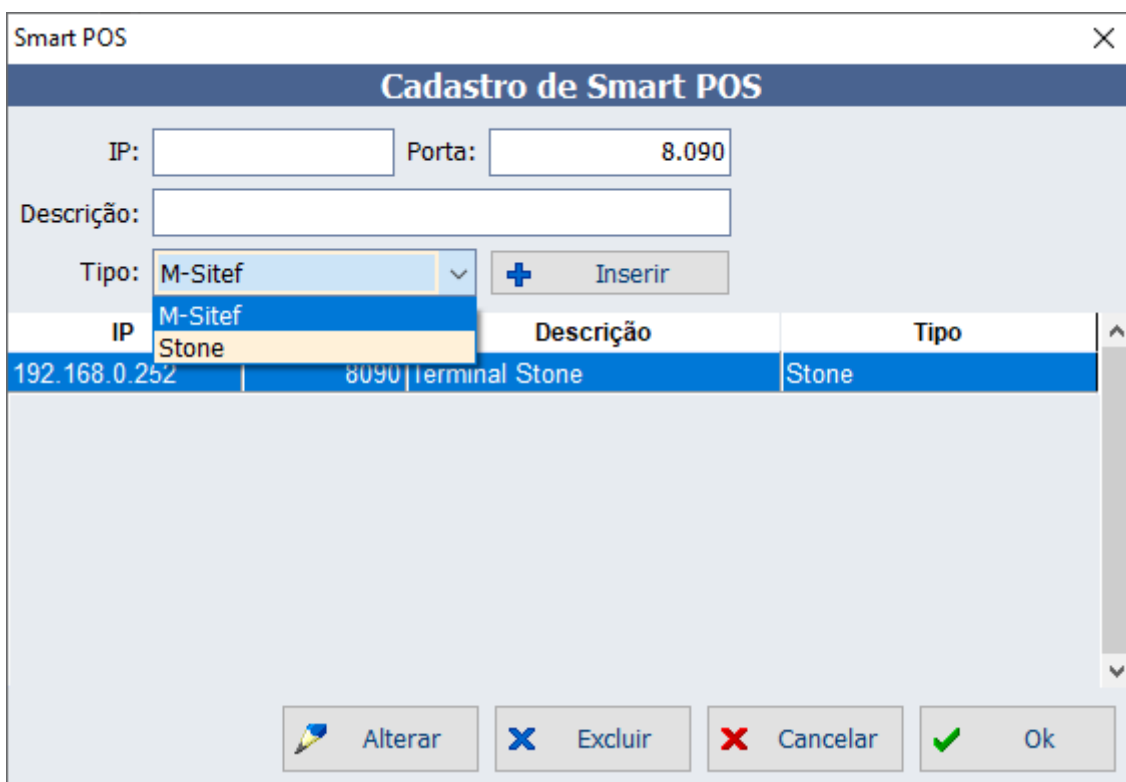 Smart POS
Cadastro de Smart POS
IP: Porta: 8.090
Descrição:
Tipo: M-Sitef Inserir
M-Sitef
Stone
IP Descrição Tipo
192.168.0.252 8090 Terminal Stone Stone
Alterar Excluir Cancelar Ok